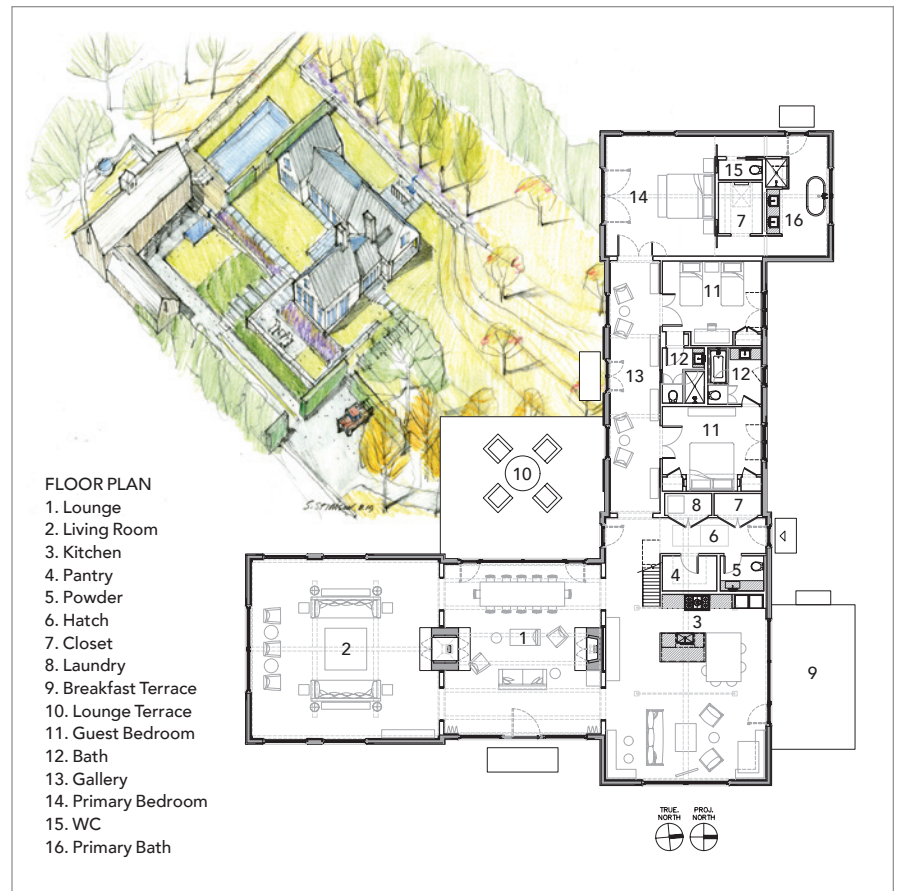 S. STIMSON 8.19
FLOOR PLAN
1. Lounge
2. Living Room
3. Kitchen
4. Pantry
5. Powder
6. Hatch
7. Closet
8. Laundry
9. Breakfast Terrace
10. Lounge Terrace
11. Guest Bedroom
12. Bath
13. Gallery
14. Primary Bedroom
15. WC
16. Primary Bath
15
14
7
16
11
12
12
13
11
10
8
7
6
4
5
3
1
2
9
TRUE. NORTH
PROJ. NORTH